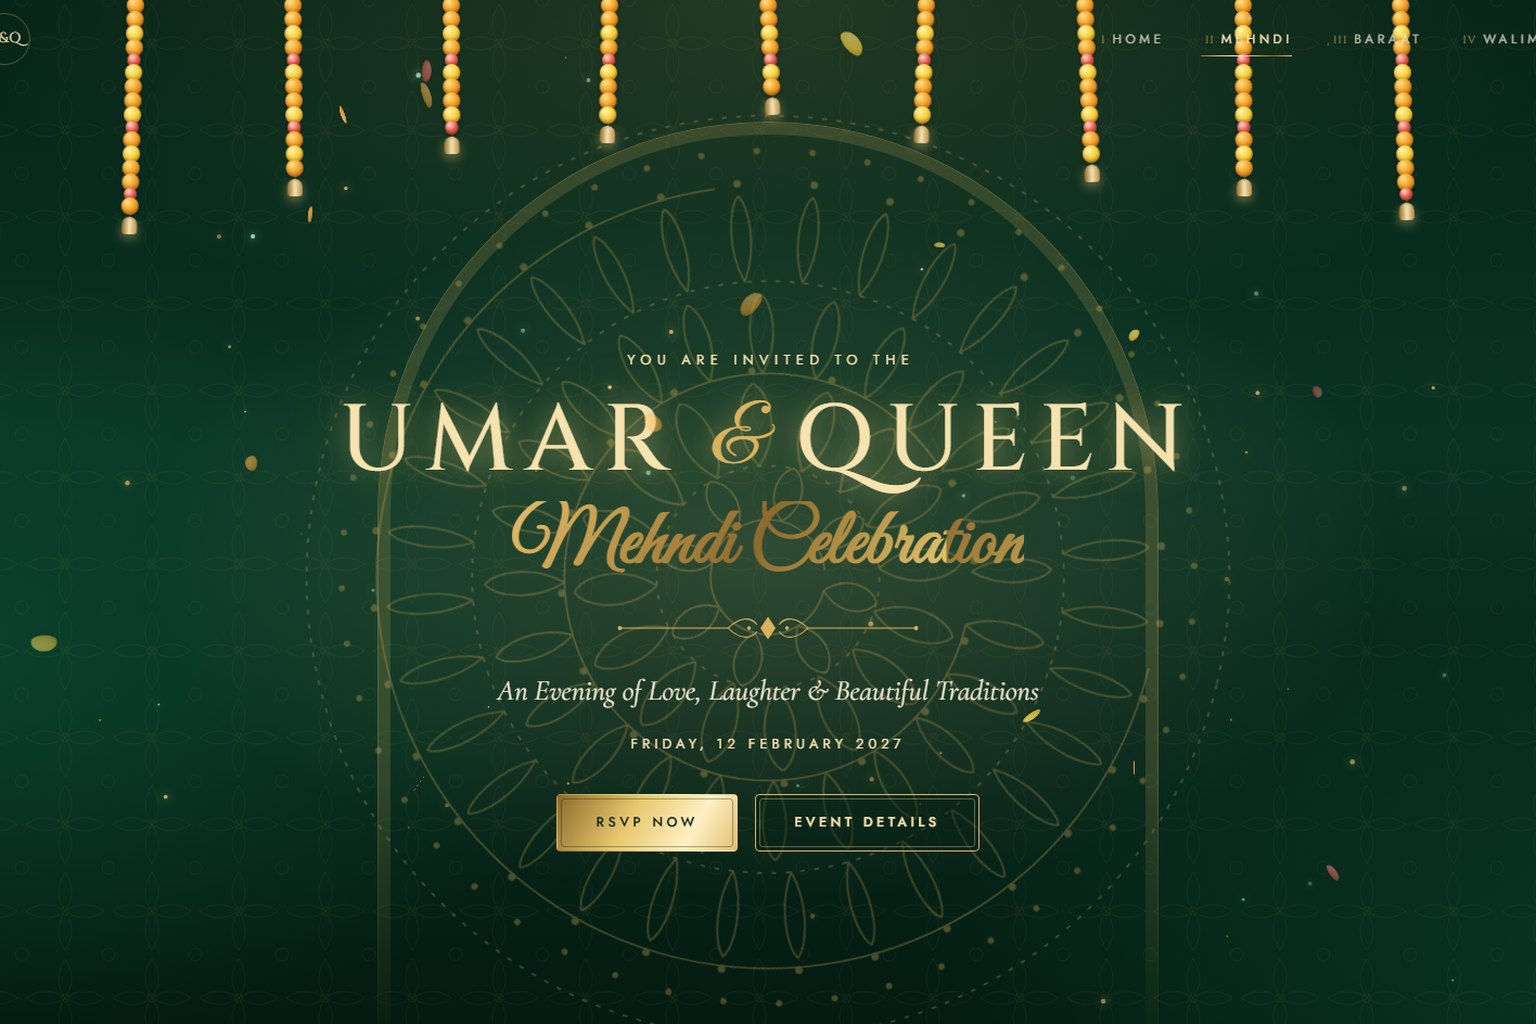 &Q
I HOME
II MEHNDI
III BARAAT
IV WALIM
YOU ARE INVITED TO THE
UMAR & QUEEN
Mehndi Celebration
An Evening of Love, Laughter & Beautiful Traditions
FRIDAY, 12 FEBRUARY 2027
RSVP NOW
EVENT DETAILS